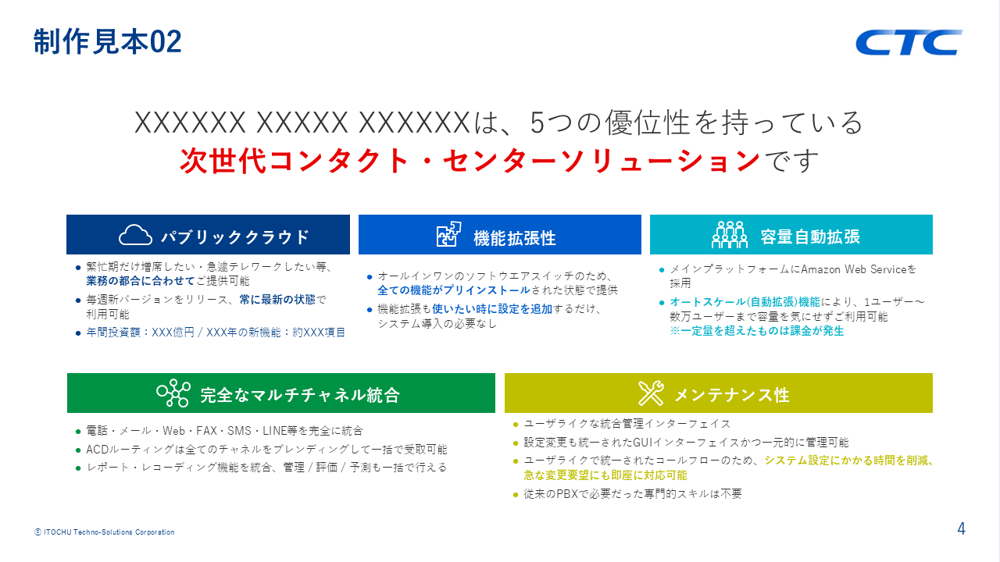 制作見本02
CTC
XXXXXX XXXXX XXXXXXは、5つの優位性を持っている
次世代コンタクト・センターソリューションです
パブリッククラウド
● 繁忙期だけ増席したい・急遽テレワークしたい等、
業務の都合に合わせてご提供可能
● 毎週新バージョンをリリース、常に最新の状態で
利用可能
● 年間投資額：XXX億円 / XXX年の新機能：約XXX項目
機能拡張性
● オールインワンのソフトウエアスイッチのため、
全ての機能がプリインストールされた状態で提供
● 機能拡張も使いたい時に設定を追加するだけ、
システム導入の必要なし
容量自動拡張
● メインプラットフォームにAmazon Web Serviceを
採用
● オートスケール(自動拡張)機能により、1ユーザー～
数万ユーザーまで容量を気にせずご利用可能
※一定量を超えたものは課金が発生
完全なマルチチャネル統合
● 電話・メール・Web・FAX・SMS・LINE等を完全に統合
● ACDルーティングは全てのチャネルをブレンディングして一括で受取可能
● レポート・レコーディング機能を統合、管理 / 評価 / 予測も一括で行える
メンテナンス性
● ユーザライクな統合管理インターフェイス
● 設定変更も統一されたGUIインターフェイスかつ一元的に管理可能
● ユーザライクで統一されたコールフローのため、システム設定にかかる時間を削減、
急な変更要望にも即座に対応可能
● 従来のPBXで必要だった専門的スキルは不要
ⓒ ITOCHU Techno-Solutions Corporation
4